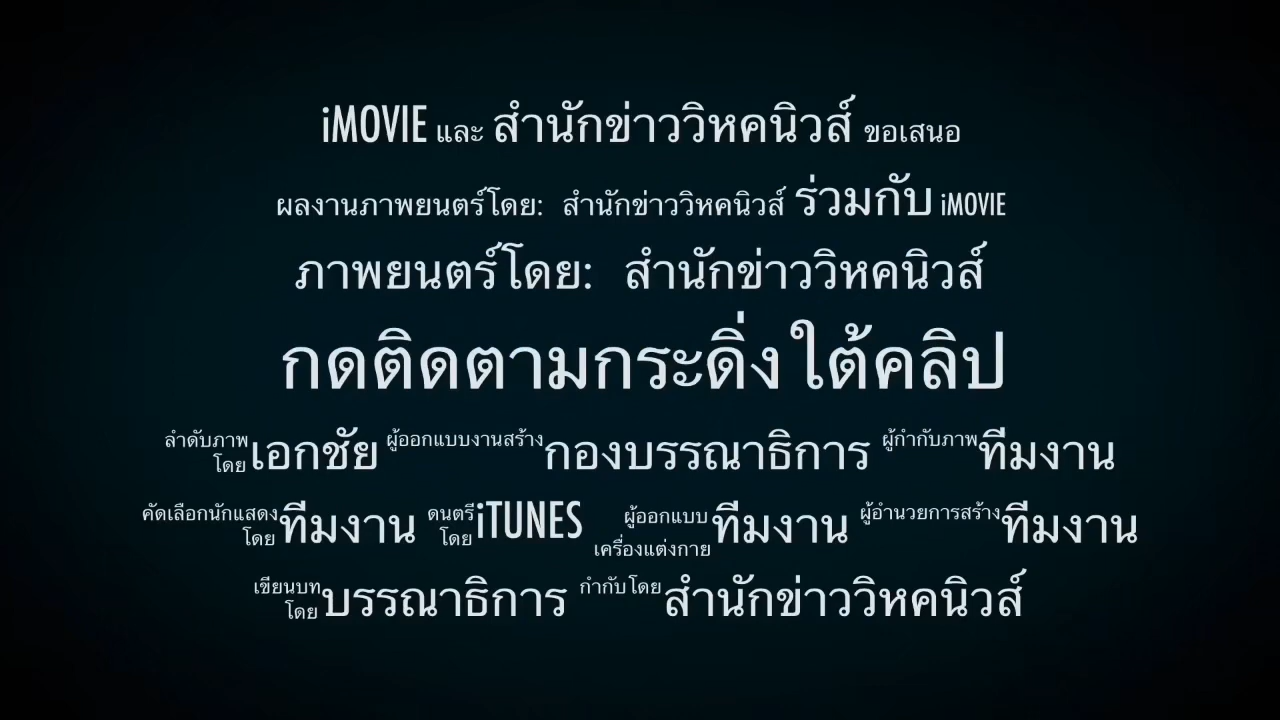 iMOVIE และ สำนักข่าววิหคนิวส์ ขอเสนอ
ผลงานภาพยนตร์โดย: สำนักข่าววิหคนิวส์ ร่วมกับ iMOVIE
ภาพยนตร์โดย: สำนักข่าววิหคนิวส์
กดติดตามกระดิ่งใต้คลิป
ลำดับภาพโดย เอกชัย ผู้ออกแบบงานสร้าง กองบรรณาธิการ ผู้กำกับภาพ ทีมงาน
คัดเลือกนักแสดงโดย ทีมงาน ดนตรีโดย iTUNES ผู้ออกแบบเครื่องแต่งกาย ทีมงาน ผู้อำนวยการสร้าง ทีมงาน
เขียนบทโดย บรรณาธิการ กำกับโดย สำนักข่าววิหคนิวส์